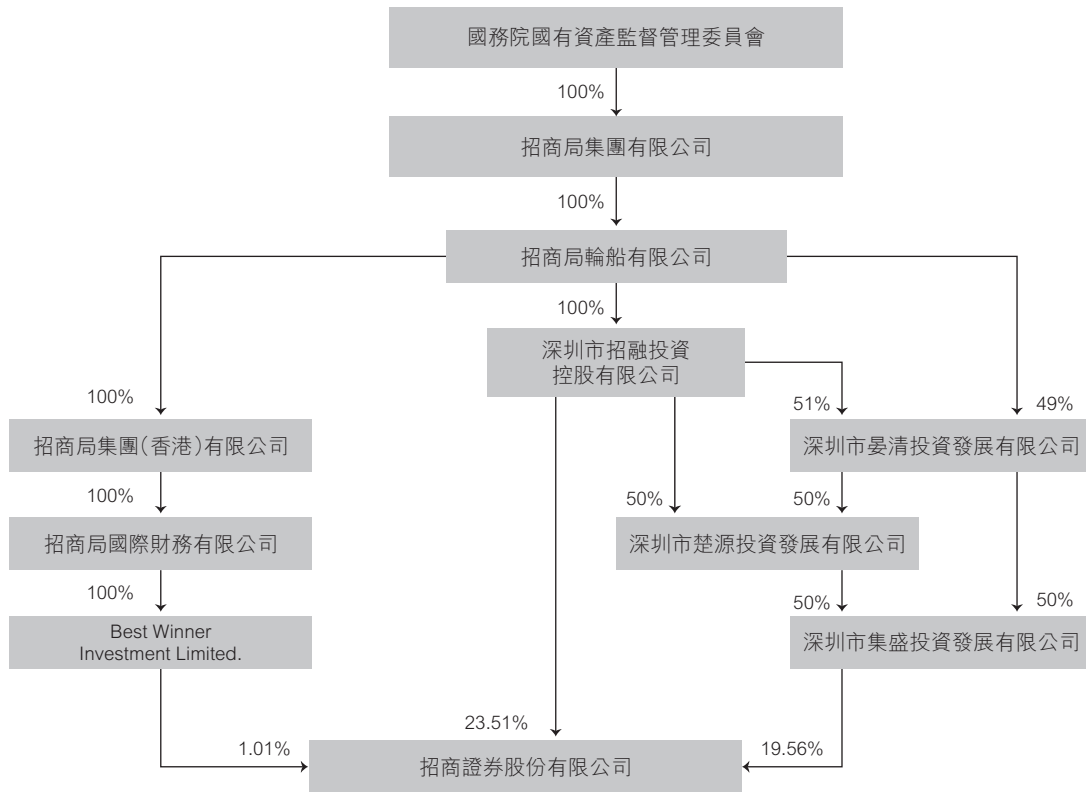 國務院國有資產監督管理委員會
100%
招商局集團有限公司
100%
招商局輪船有限公司
100%
深圳市招融投資
控股有限公司
100%
51%
49%
招商局集團(香港)有限公司
深圳市晏清投資發展有限公司
100%
50%
50%
招商局國際財務有限公司
深圳市楚源投資發展有限公司
100%
50%
50%
Best Winner
Investment Limited.
深圳市集盛投資發展有限公司
23.51%
1.01%
19.56%
招商證券股份有限公司